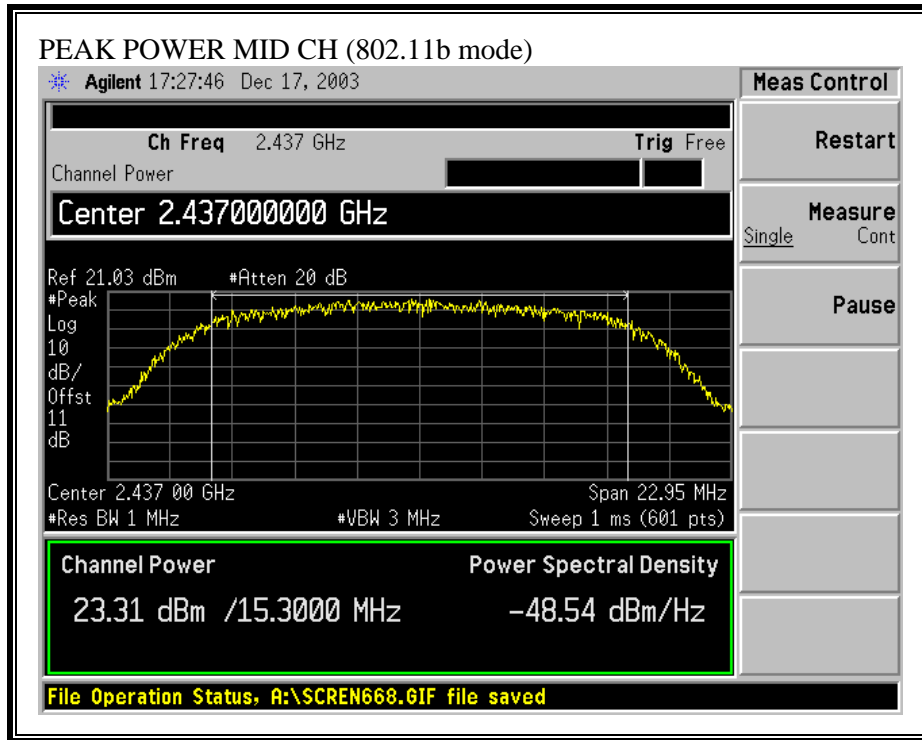 PEAK POWER MID CH (802.11b mode)
Agilent 17:27:46 Dec 17, 2003
Meas Control
Ch Freq 2.437 GHz Trig Free
Restart
Channel Power
Center 2.437000000 GHz
Measure
Single Cont
Ref 21.03 dBm #Atten 20 dB
Pause
#Peak
Log
10
dB/
Offst
11
dB
Center 2.437 00 GHz Span 22.95 MHz
#Res BW 1 MHz #VBW 3 MHz Sweep 1 ms (601 pts)
Channel Power Power Spectral Density
23.31 dBm /15.3000 MHz -48.54 dBm/Hz
File Operation Status, A:\SCREN668.GIF file saved